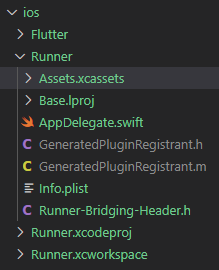 ios
Flutter
Runner
Assets.xcassets
Base.lproj
AppDelegate.swift
C GeneratedPluginRegistrant.h
C GeneratedPluginRegistrant.m
Info.plist
C Runner-Bridging-Header.h
Runner.xcodeproj
Runner.xcworkspace